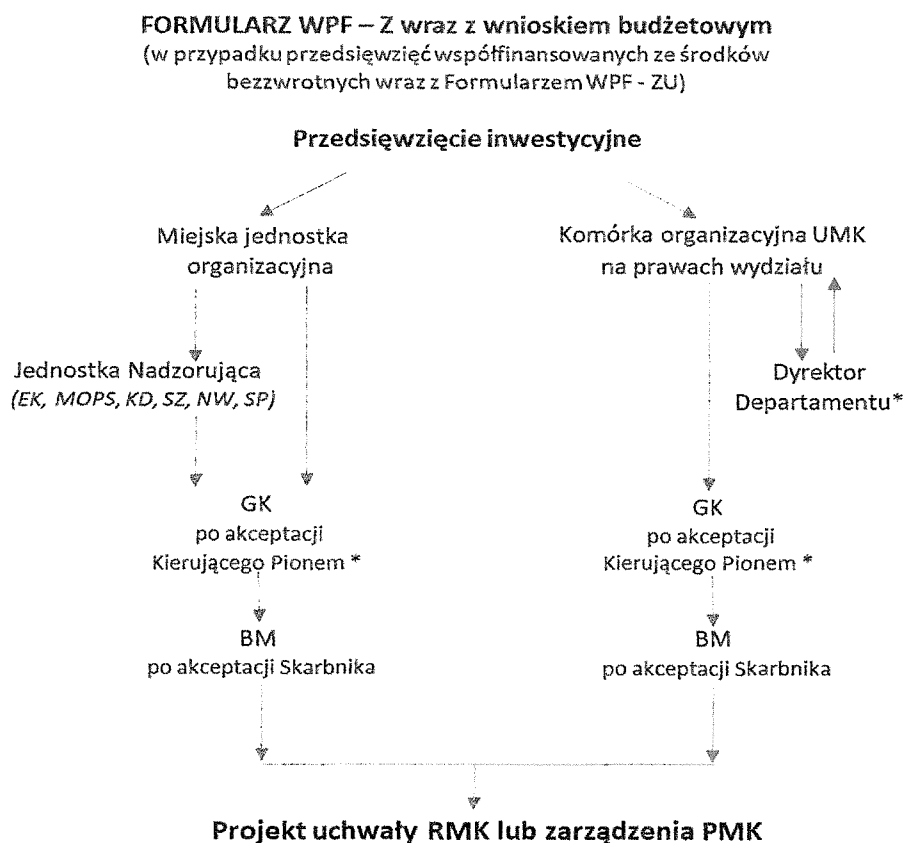 FORMULARZ WPF – Z wraz z wnioskiem budżetowym
(w przypadku przedsięwzięć współfinansowanych ze środków
bezzwrotnych wraz z Formularzem WPF - ZU)
Przedsięwzięcie inwestycyjne
Miejska jednostka
organizacyjna
Komórka organizacyjna UMK
na prawach wydziału
Jednostka Nadzorująca
(EK, MOPS, KD, SZ, NW, SP)
Dyrektor
Departamentu*
GK
po akceptacji
Kierującego Pionem *
GK
po akceptacji
Kierującego Pionem *
BM
po akceptacji Skarbnika
BM
po akceptacji Skarbnika
Projekt uchwały RMK lub zarządzenia PMK